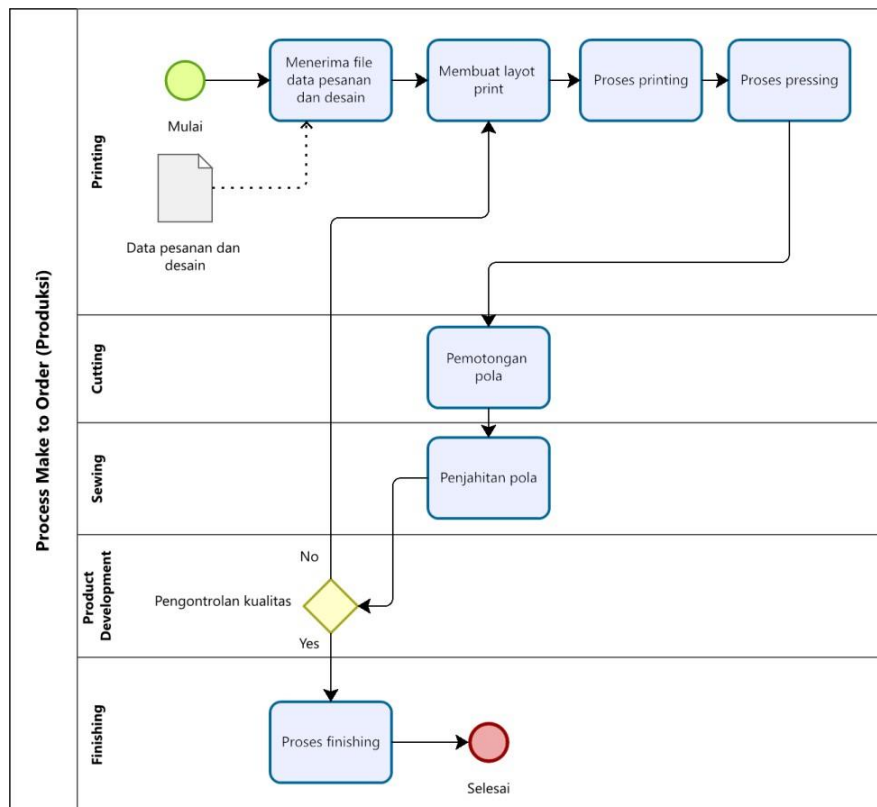 Process Make to Order (Produksi)
Printing
Mulai
Menerima file
data pesanan
dan desain
Membuat layot
print
Proses printing
Proses pressing
Data pesanan dan
desain
Cutting
Pemotongan
pola
Sewing
Penjahitan pola
Product
Development
No
Pengontrolan kualitas
Yes
Finishing
Proses finishing
Selesai